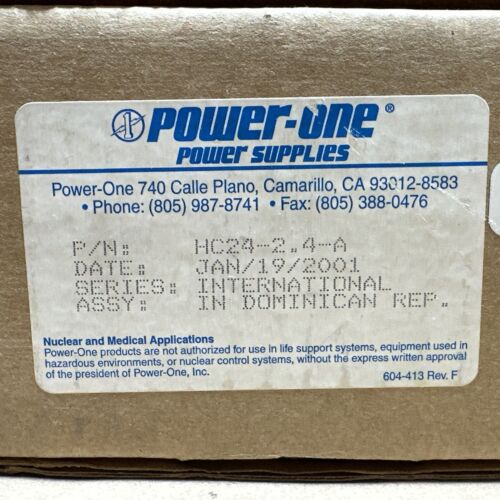 POWER-ONE®
POWER SUPPLIES
Power-One 740 Calle Plano, Camarillo, CA 93012-8583
• Phone: (805) 987-8741 • Fax: (805) 388-0476
P/N: HC24-2.4-A
DATE: JAN/19/2001
SERIES: INTERNATIONAL
ASSY: IN DOMINICAN REP.
Nuclear and Medical Applications
Power-One products are not authorized for use in life support systems, equipment used in
hazardous environments, or nuclear control systems, without the express written approval
of the president of Power-One, Inc.
604-413 Rev. F